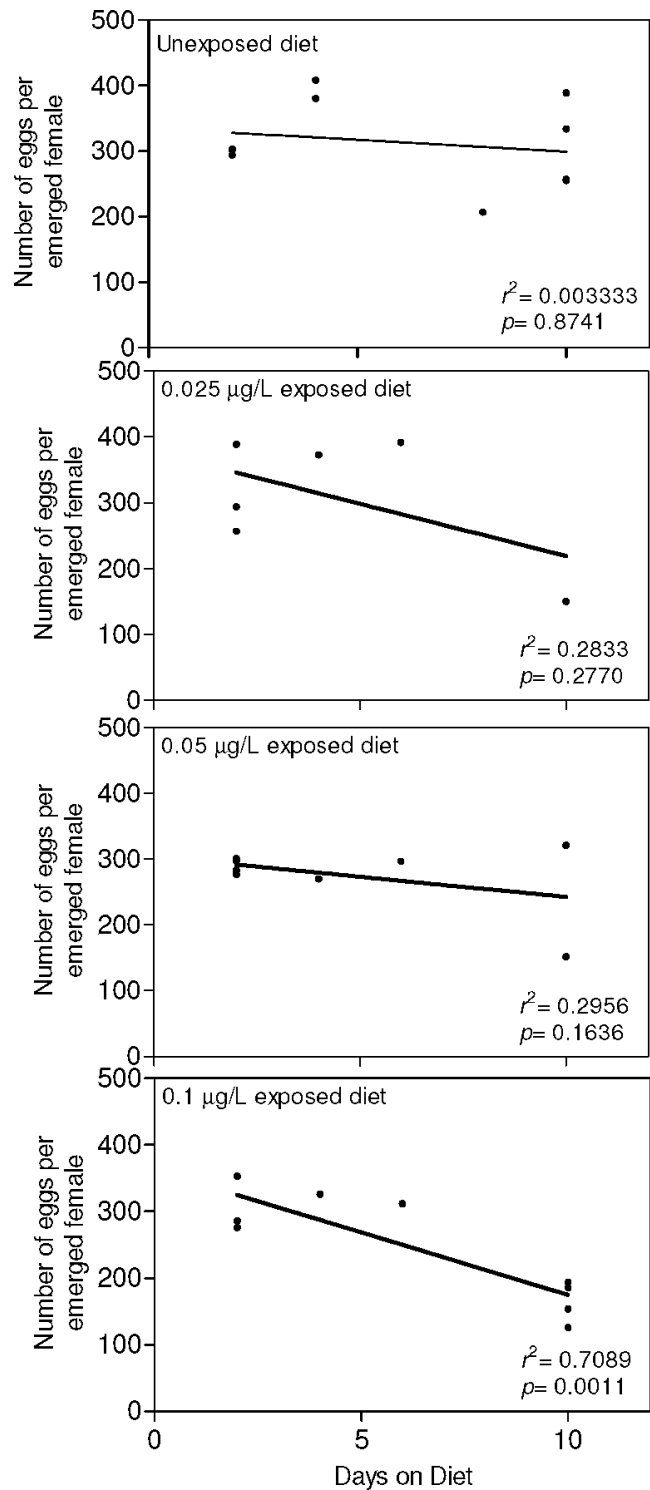 Unexposed diet
Number of eggs per
emerged female
500
400
300
200
100
0
r²= 0.003333
p= 0.8741
0.025 µg/L exposed diet
Number of eggs per
emerged female
500
400
300
200
100
0
r²= 0.2833
p= 0.2770
0.05 µg/L exposed diet
Number of eggs per
emerged female
500
400
300
200
100
0
r²= 0.2956
p= 0.1636
0.1 µg/L exposed diet
Number of eggs per
emerged female
500
400
300
200
100
0
r²= 0.7089
p= 0.0011
0 5 10
Days on Diet